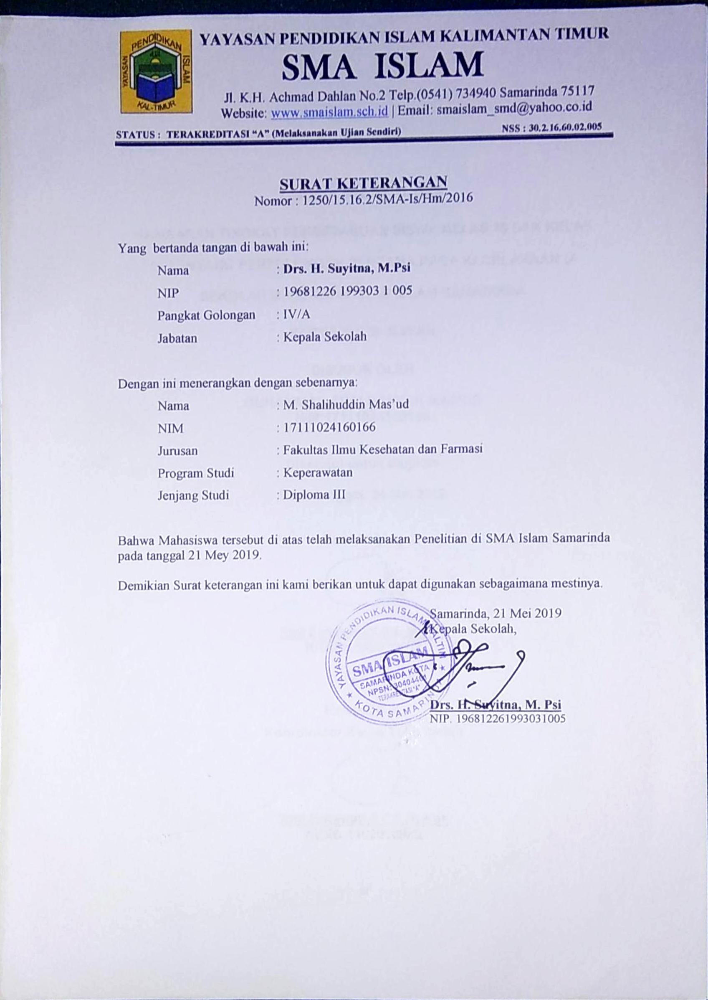 YAYASAN PENDIDIKAN ISLAM KAL-TIMUR
YAYASAN PENDIDIKAN ISLAM KALIMANTAN TIMUR
SMA ISLAM
Jl. K.H. Achmad Dahlan No.2 Telp.(0541) 734940 Samarinda 75117
Website: www.smaislam.sch.id | Email: smaislam_smd@yahoo.co.id
STATUS : TERAKREDITASI “A” (Melaksanakan Ujian Sendiri) NSS : 30.2.16.60.02.005
SURAT KETERANGAN
Nomor : 1250/15.16.2/SMA-Is/Hm/2016
Yang bertanda tangan di bawah ini:
Nama : Drs. H. Suyitna, M.Psi
NIP : 19681226 199303 1 005
Pangkat Golongan : IV/A
Jabatan : Kepala Sekolah
Dengan ini menerangkan dengan sebenarnya:
Nama : M. Shalihuddin Mas’ud
NIM : 17111024160166
Jurusan : Fakultas Ilmu Kesehatan dan Farmasi
Program Studi : Keperawatan
Jenjang Studi : Diploma III
Bahwa Mahasiswa tersebut di atas telah melaksanakan Penelitian di SMA Islam Samarinda
pada tanggal 21 Mey 2019.
Demikian Surat keterangan ini kami berikan untuk dapat digunakan sebagaimana mestinya.
Samarinda, 21 Mei 2019
Kepala Sekolah,
YAYASAN PENDIDIKAN ISLAM KALTIM
SMA ISLAM
SAMARINDA KOTA
NPSN: 30404401
TERAKREDITASI "A"
KOTA SAMARINDA
Drs. H. Suyitna, M. Psi
NIP. 196812261993031005